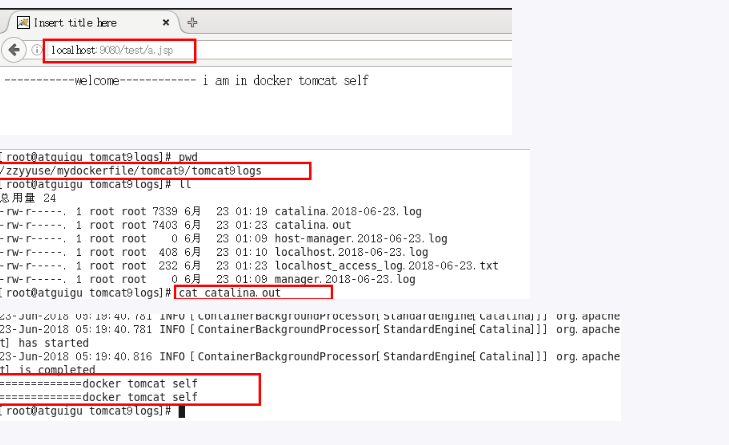 Insert title here
localhost:9080/test/a.jsp
-----------welcome------------ i am in docker tomcat self
[root@atguigu tomcat9logs]# pwd
/zzyyuse/mydockerfile/tomcat9/tomcat9logs
[root@atguigu tomcat9logs]# ll
总用量 24
-rw-r-----. 1 root root 7339 6月  23 01:19 catalina.2018-06-23.log
-rw-r-----. 1 root root 7403 6月  23 01:23 catalina.out
-rw-r-----. 1 root root    0 6月  23 01:09 host-manager.2018-06-23.log
-rw-r-----. 1 root root  408 6月  23 01:10 localhost.2018-06-23.log
-rw-r-----. 1 root root  232 6月  23 01:23 localhost_access_log.2018-06-23.txt
-rw-r-----. 1 root root    0 6月  23 01:09 manager.2018-06-23.log
[root@atguigu tomcat9logs]# cat catalina.out
23-Jun-2018 05:19:40.781 INFO [ContainerBackgroundProcessor[StandardEngine[Catalina]]] org.apache
23-Jun-2018 05:19:40.781 INFO [ContainerBackgroundProcessor[StandardEngine[Catalina]]] org.apache
t] has started
23-Jun-2018 05:19:40.816 INFO [ContainerBackgroundProcessor[StandardEngine[Catalina]]] org.apache
t] is completed
=============docker tomcat self
=============docker tomcat self
[root@atguigu tomcat9logs]#